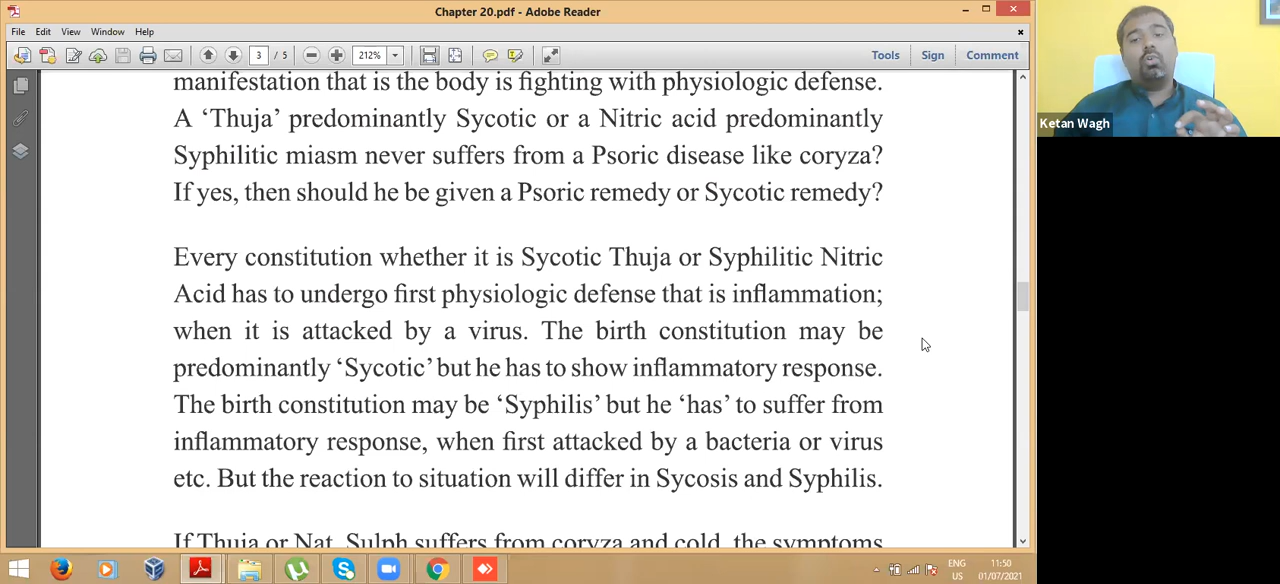 Chapter 20.pdf - Adobe Reader
File Edit View Window Help
3 / 5 212% Tools Sign Comment
manifestation that is the body is fighting with physiologic defense.
A ‘Thuja’ predominantly Sycotic or a Nitric acid predominantly
Syphilitic miasm never suffers from a Psoric disease like coryza?
If yes, then should he be given a Psoric remedy or Sycotic remedy?
Every constitution whether it is Sycotic Thuja or Syphilitic Nitric
Acid has to undergo first physiologic defense that is inflammation;
when it is attacked by a virus. The birth constitution may be
predominantly ‘Sycotic’ but he has to show inflammatory response.
The birth constitution may be ‘Syphilis’ but he ‘has’ to suffer from
inflammatory response, when first attacked by a bacteria or virus
etc. But the reaction to situation will differ in Sycosis and Syphilis.
If Thuja or Nat. Sulph suffers from coryza and cold, the symptoms
Ketan Wagh
ENG
US
11:50
01/07/2021